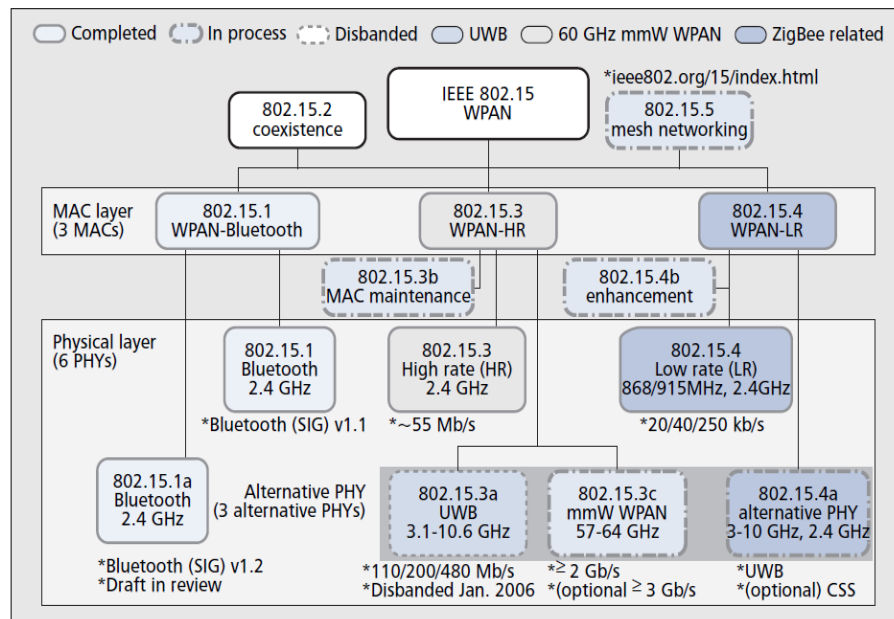 Completed In process Disbanded UWB 60 GHz mmW WPAN ZigBee related
*ieee802.org/15/index.html
IEEE 802.15
WPAN
802.15.2
coexistence
802.15.5
mesh networking
MAC layer
(3 MACs)
802.15.1
WPAN-Bluetooth
802.15.3
WPAN-HR
802.15.4
WPAN-LR
802.15.3b
MAC maintenance
802.15.4b
enhancement
Physical layer
(6 PHYs)
802.15.1
Bluetooth
2.4 GHz
*Bluetooth (SIG) v1.1
802.15.3
High rate (HR)
2.4 GHz
*~55 Mb/s
802.15.4
Low rate (LR)
868/915MHz, 2.4GHz
*20/40/250 kb/s
802.15.1a
Bluetooth
2.4 GHz
*Bluetooth (SIG) v1.2
*Draft in review
Alternative PHY
(3 alternative PHYs)
802.15.3a
UWB
3.1-10.6 GHz
*110/200/480 Mb/s
*Disbanded Jan. 2006
802.15.3c
mmW WPAN
57-64 GHz
*≥ 2 Gb/s
*(optional ≥ 3 Gb/s
802.15.4a
alternative PHY
3-10 GHz, 2.4 GHz
*UWB
*(optional) CSS